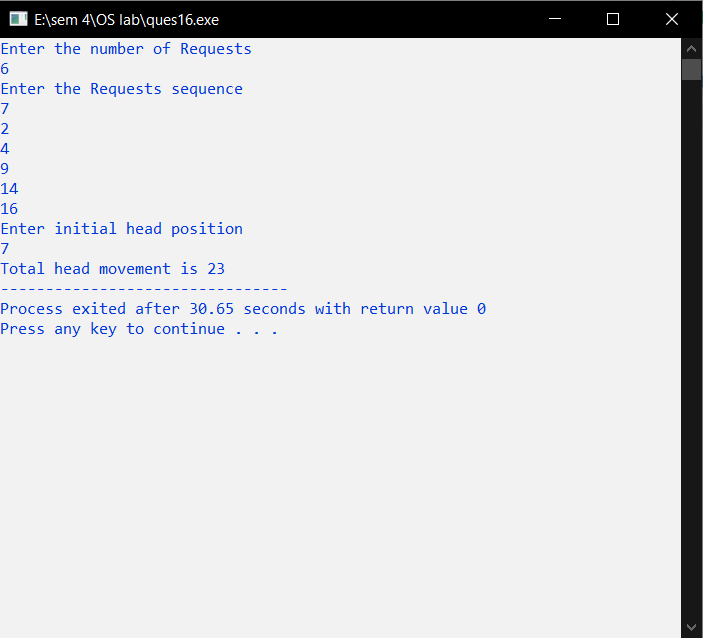 E:\sem 4\OS lab\ques16.exe
Enter the number of Requests
6
Enter the Requests sequence
7
2
4
9
14
16
Enter initial head position
7
Total head movement is 23
--------------------------------
Process exited after 30.65 seconds with return value 0
Press any key to continue . . .